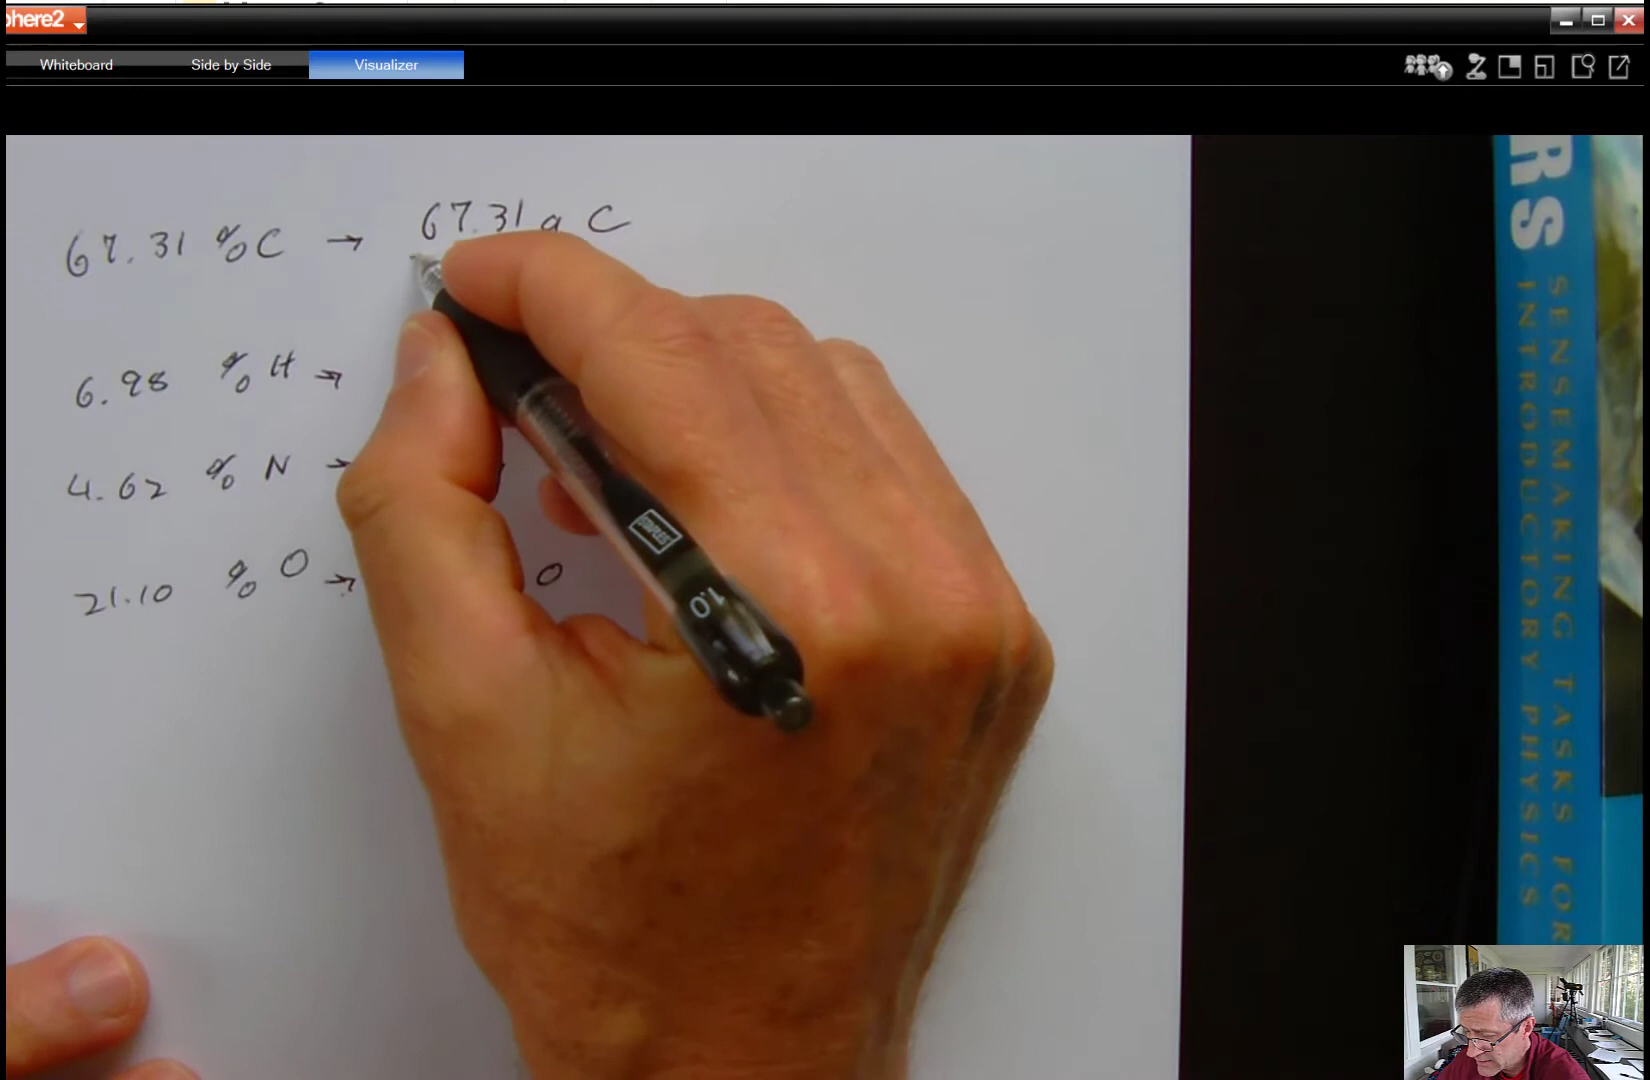 here2
Whiteboard Side by Side Visualizer
67.31 % C → 67.31 g C
6.98 % H →
4.62 % N →
21.10 % O → O
STAPLES
1.0
RS
SENSEMAKING TASKS FOR
INTRODUCTORY PHYSICS